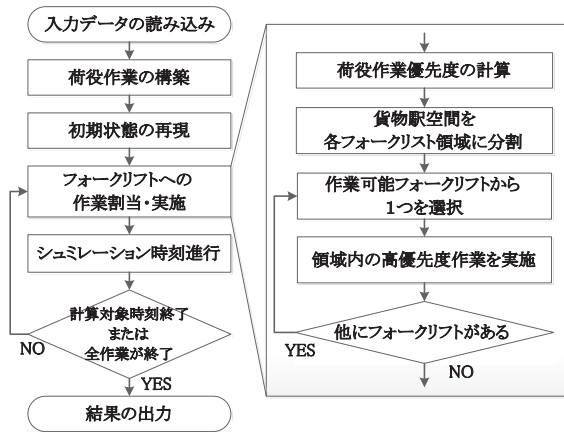 入力データの読み込み
荷役作業の構築
初期状態の再現
フォークリフトへの
作業割当・実施
シュミレーション時刻進行
計算対象時刻終了
または
全作業が終了
NO
YES
結果の出力
荷役作業優先度の計算
貨物駅空間を
各フォークリスト領域に分割
作業可能フォークリフトから
1つを選択
領域内の高優先度作業を実施
他にフォークリフトがある
YES
NO